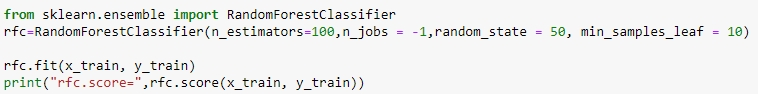 from sklearn.ensemble import RandomForestClassifier
rfc=RandomForestClassifier(n_estimators=100,n_jobs = -1,random_state = 50, min_samples_leaf = 10)
rfc.fit(x_train, y_train)
print("rfc.score=",rfc.score(x_train, y_train))